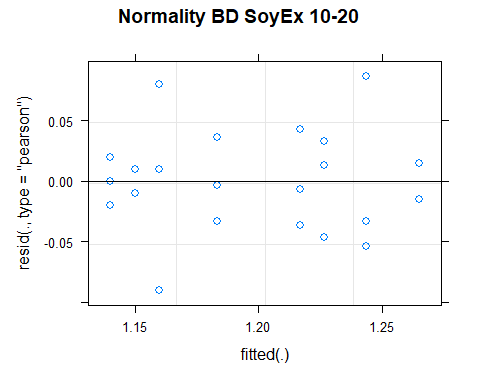 Normality BD SoyEx 10-20
resid(., type = "pearson")
0.05
0.00
-0.05
1.15
1.20
1.25
fitted(.)